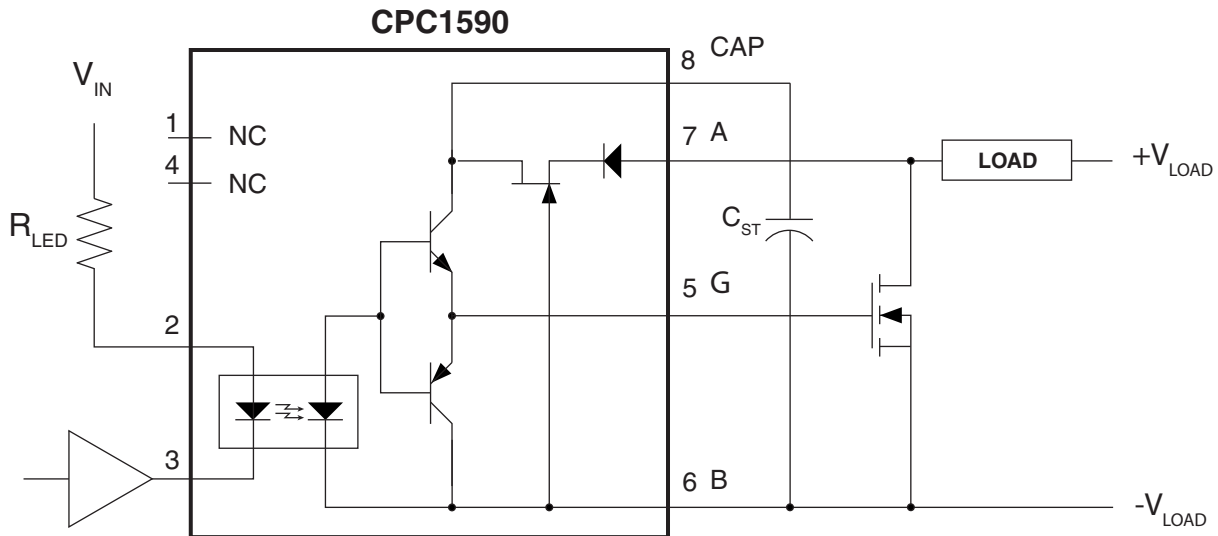 CPC1590
V_IN
1 NC
4 NC
R_LED
2
3
8 CAP
7 A
LOAD
+V_LOAD
C_ST
5 G
6 B
-V_LOAD